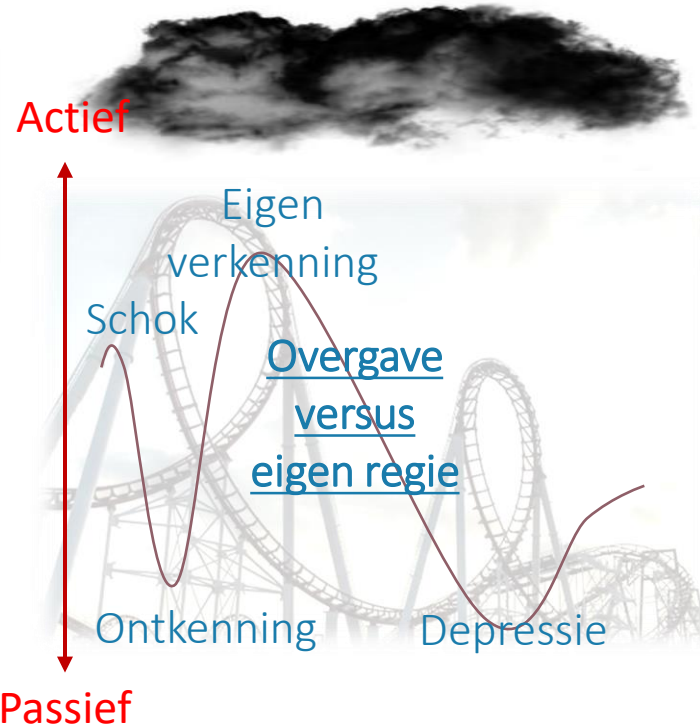 Actief
Eigen
verkenning
Schok
Overgave
versus
eigen regie
Ontkenning
Depressie
Passief